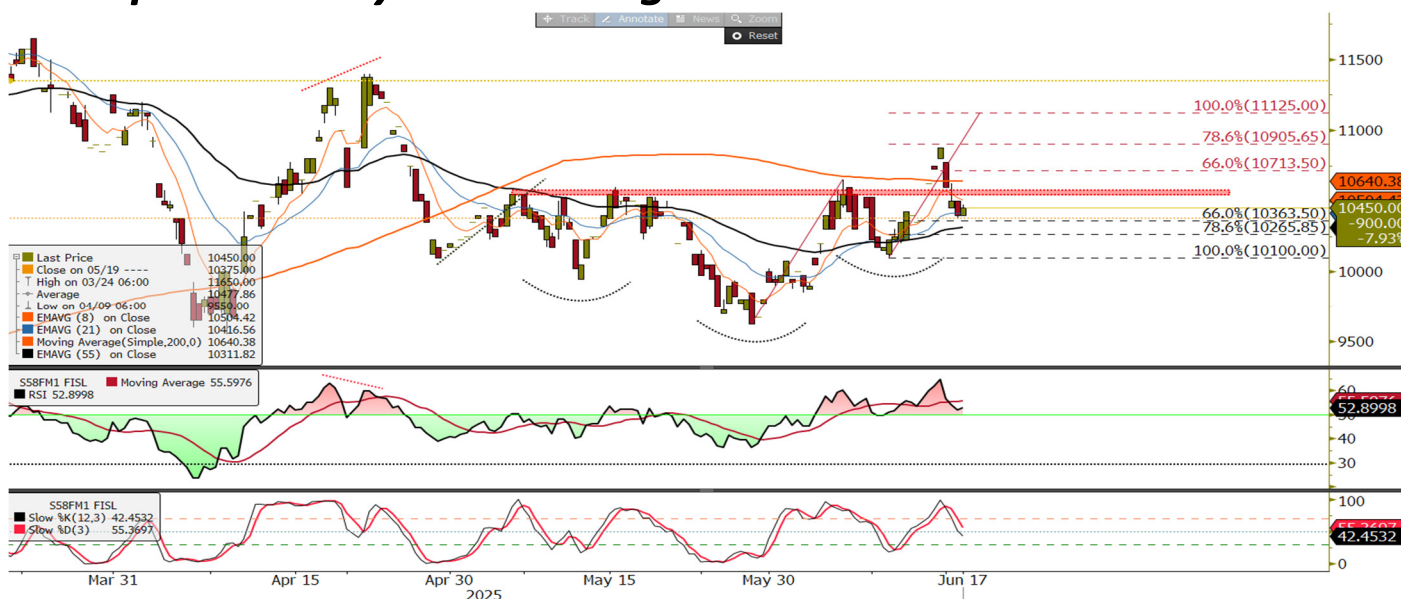 Track Annotate News Zoom
Reset
11500
11000
10000
9500
100.0%(11125.00)
78.6%(10905.65)
66.0%(10713.50)
66.0%(10363.50)
78.6%(10265.85)
100.0%(10100.00)
10640.38
10450.00
-900.00
-7.93%
Last Price 10450.00
Close on 05/19 ---- 10375.00
High on 03/24 06:00 11650.00
Average 10477.86
Low on 04/09 06:00 9550.00
EMAVG (8) on Close 10504.42
EMAVG (21) on Close 10416.56
Moving Average(Simple,200,0) 10640.38
EMAVG (55) on Close 10311.82
S58FM1 FISL Moving Average 55.5976
RSI 52.8998
60
52.8998
40
30
S58FM1 FISL
Slow %K(12,3) 42.4532
Slow %D(3) 55.3697
100
42.4532
0
Mar 31 Apr 15 Apr 30 May 15 May 30 Jun 17
2025